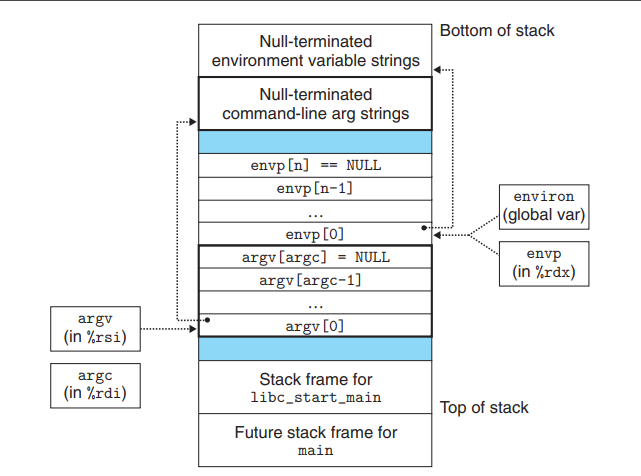 Bottom of stack
Null-terminated
environment variable strings
Null-terminated
command-line arg strings
envp[n] == NULL
envp[n-1]
...
envp[0]
environ
(global var)
envp
(in %rdx)
argv[argc] = NULL
argv[argc-1]
...
argv[0]
argv
(in %rsi)
argc
(in %rdi)
Stack frame for
libc_start_main
Top of stack
Future stack frame for
main